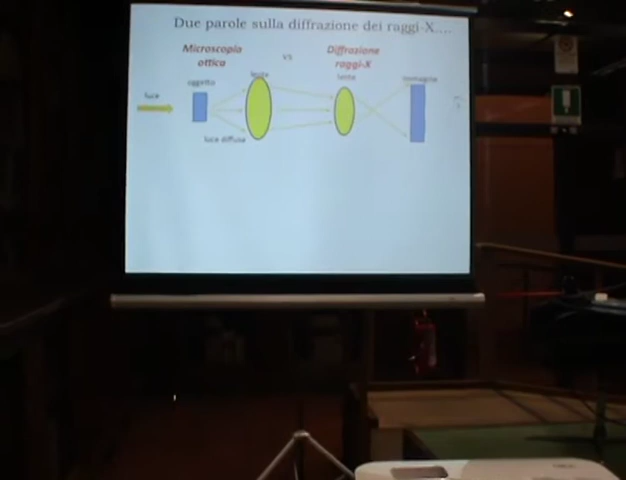 Due parole sulla diffrazione dei raggi-X....
Microscopia
ottica
vs
Diffrazione
raggi-X
luce
oggetto
lente
lente
immagine
luce diffusa